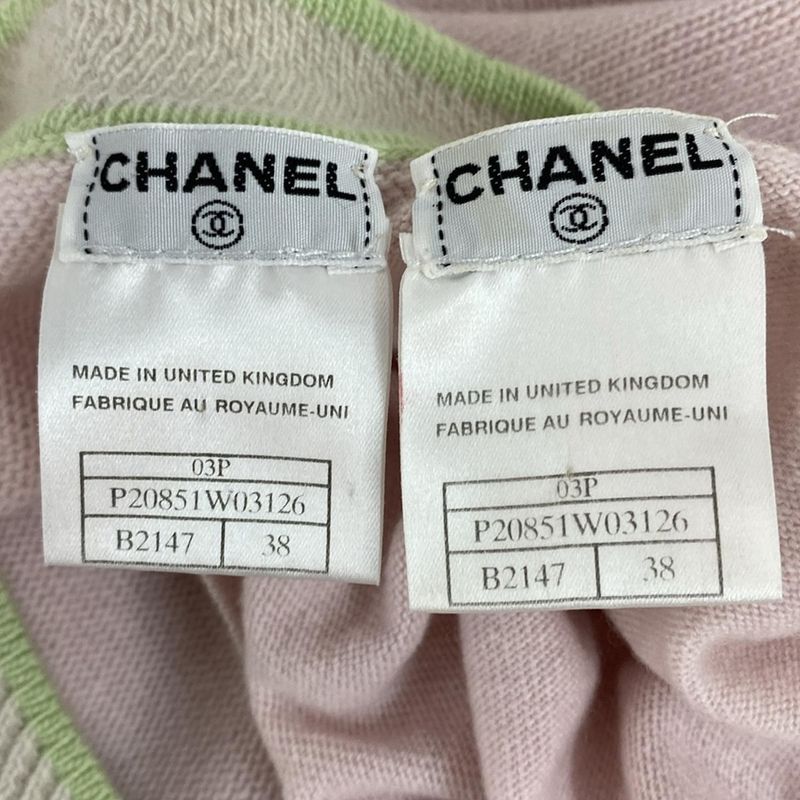 CHANEL
MADE IN UNITED KINGDOM
FABRIQUE AU ROYAUME-UNI
03P
P20851W03126
B2147 38
CHANEL
MADE IN UNITED KINGDOM
FABRIQUE AU ROYAUME-UNI
03P
P20851W03126
B2147 38